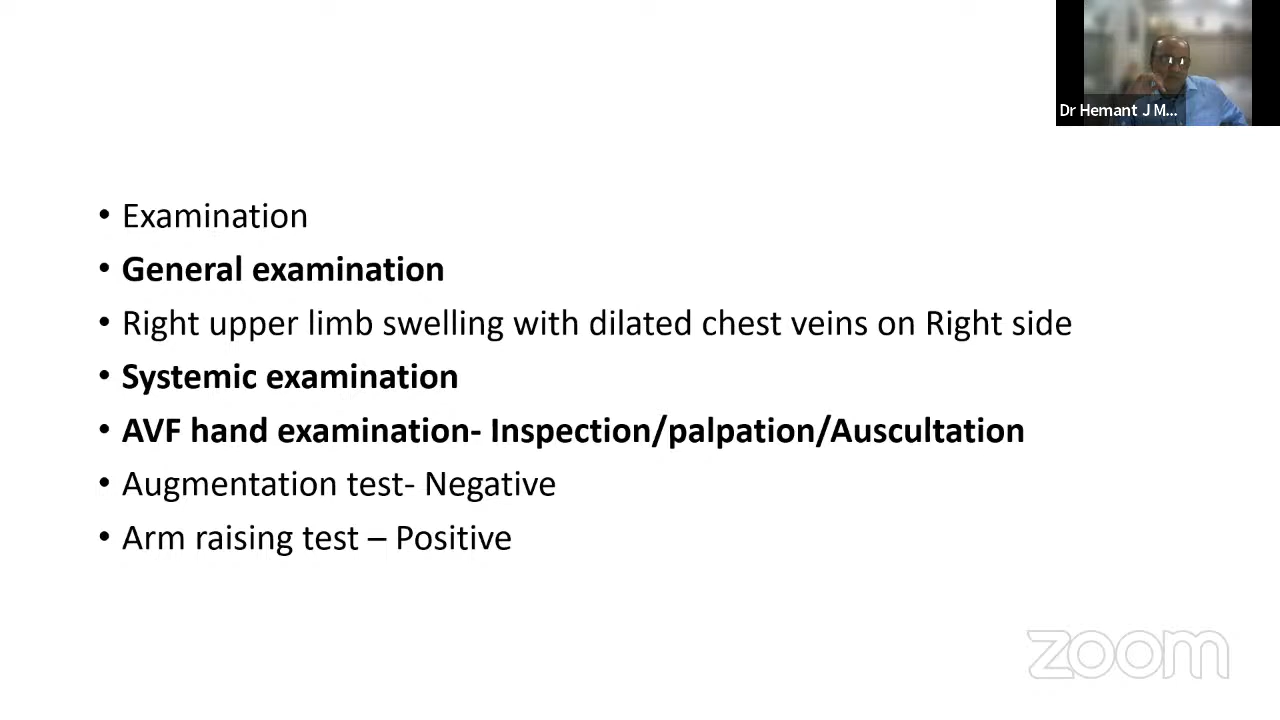 Dr Hemant J M...
• Examination
• General examination
• Right upper limb swelling with dilated chest veins on Right side
• Systemic examination
• AVF hand examination- Inspection/palpation/Auscultation
• Augmentation test- Negative
• Arm raising test – Positive
zoom